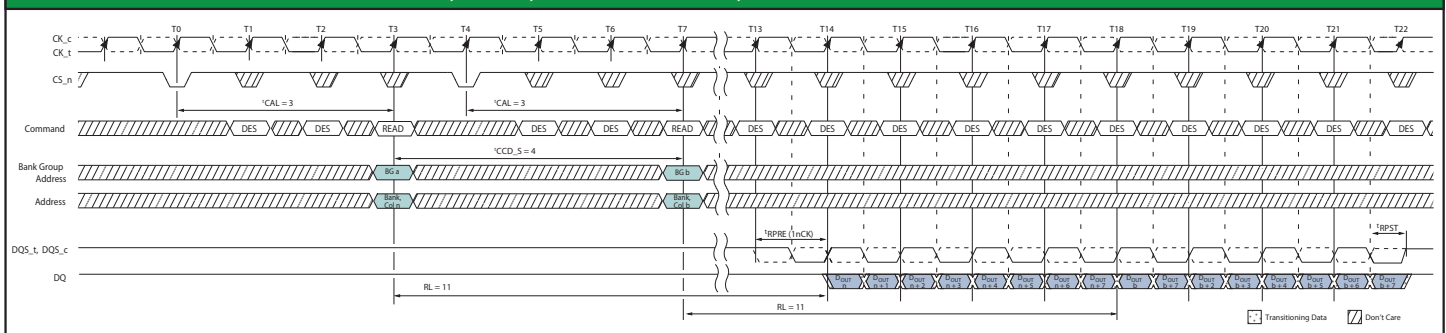 T0 T1 T2 T3 T4 T5 T6 T7 T13 T14 T15 T16 T17 T18 T19 T20 T21 T22
CK_c
CK_t
CS_n
tCAL = 3 tCAL = 3
Command DES DES READ DES DES READ DES DES DES DES DES DES DES DES DES DES
tCCD_S = 4
Bank Group
Address
BG a BG b
Address
Bank, Col n
Bank, Col b
tRPRE (1nCK) tRPST
DQS_t, DQS_c
DQ
DOUT n DOUT n + 1 DOUT n + 2 DOUT n + 3 DOUT n + 4 DOUT n + 5 DOUT n + 6 DOUT n + 7 DOUT b DOUT b + 7 DOUT b + 2 DOUT b + 3 DOUT b + 4 DOUT b + 5 DOUT b + 6 DOUT b + 7
RL = 11
RL = 11
Transitioning Data Don't Care